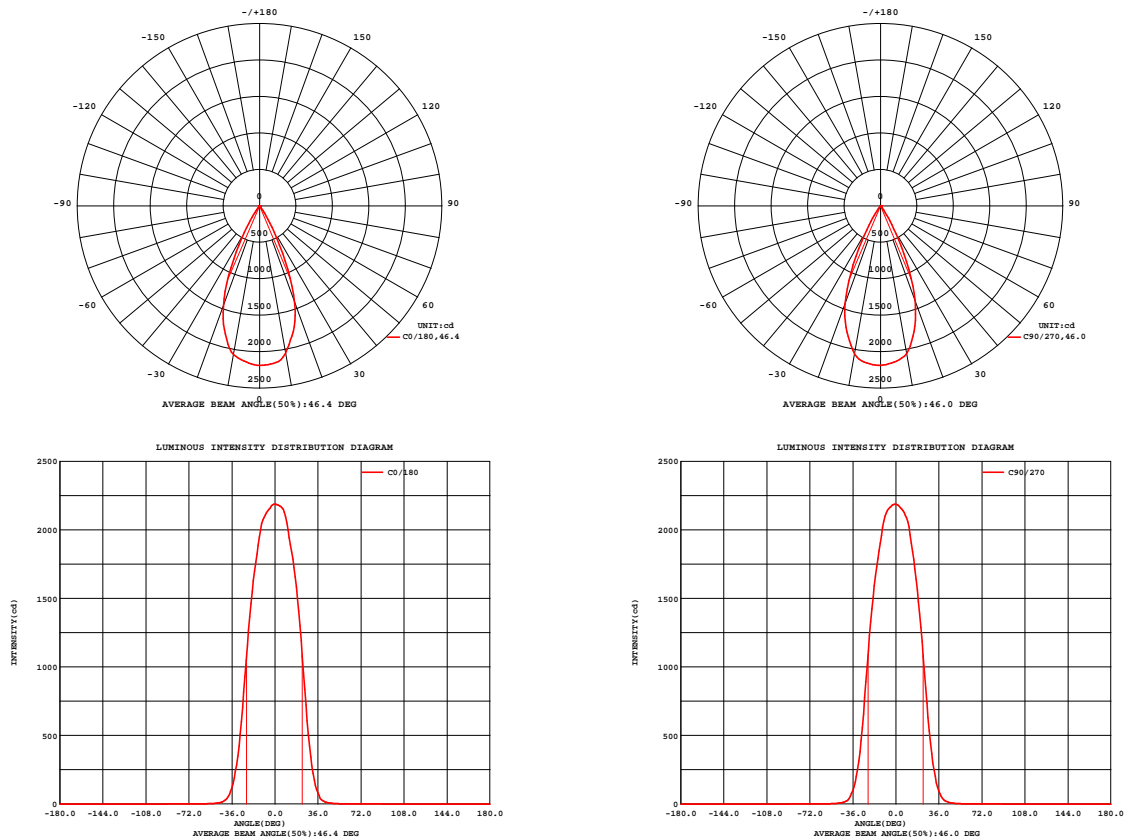 -/+180
-150
150
-120
120
-90
90
0
500
1000
-60
60
1500
UNIT:cd
C0/180,46.4
2000
-30
30
2500
0
AVERAGE BEAM ANGLE(50%):46.4 DEG
-/+180
-150
150
-120
120
-90
90
0
500
1000
-60
60
1500
UNIT:cd
C90/270,46.0
2000
-30
30
2500
0
AVERAGE BEAM ANGLE(50%):46.0 DEG
LUMINOUS INTENSITY DISTRIBUTION DIAGRAM
2500
C0/180
2000
1500
INTENSITY(cd)
1000
500
0
-180.0 -144.0 -108.0 -72.0 -36.0 0.0 36.0 72.0 108.0 144.0 180.0
ANGLE(DEG)
AVERAGE BEAM ANGLE(50%):46.4 DEG
LUMINOUS INTENSITY DISTRIBUTION DIAGRAM
2500
C90/270
2000
1500
INTENSITY(cd)
1000
500
0
-180.0 -144.0 -108.0 -72.0 -36.0 0.0 36.0 72.0 108.0 144.0 180.0
ANGLE(DEG)
AVERAGE BEAM ANGLE(50%):46.0 DEG